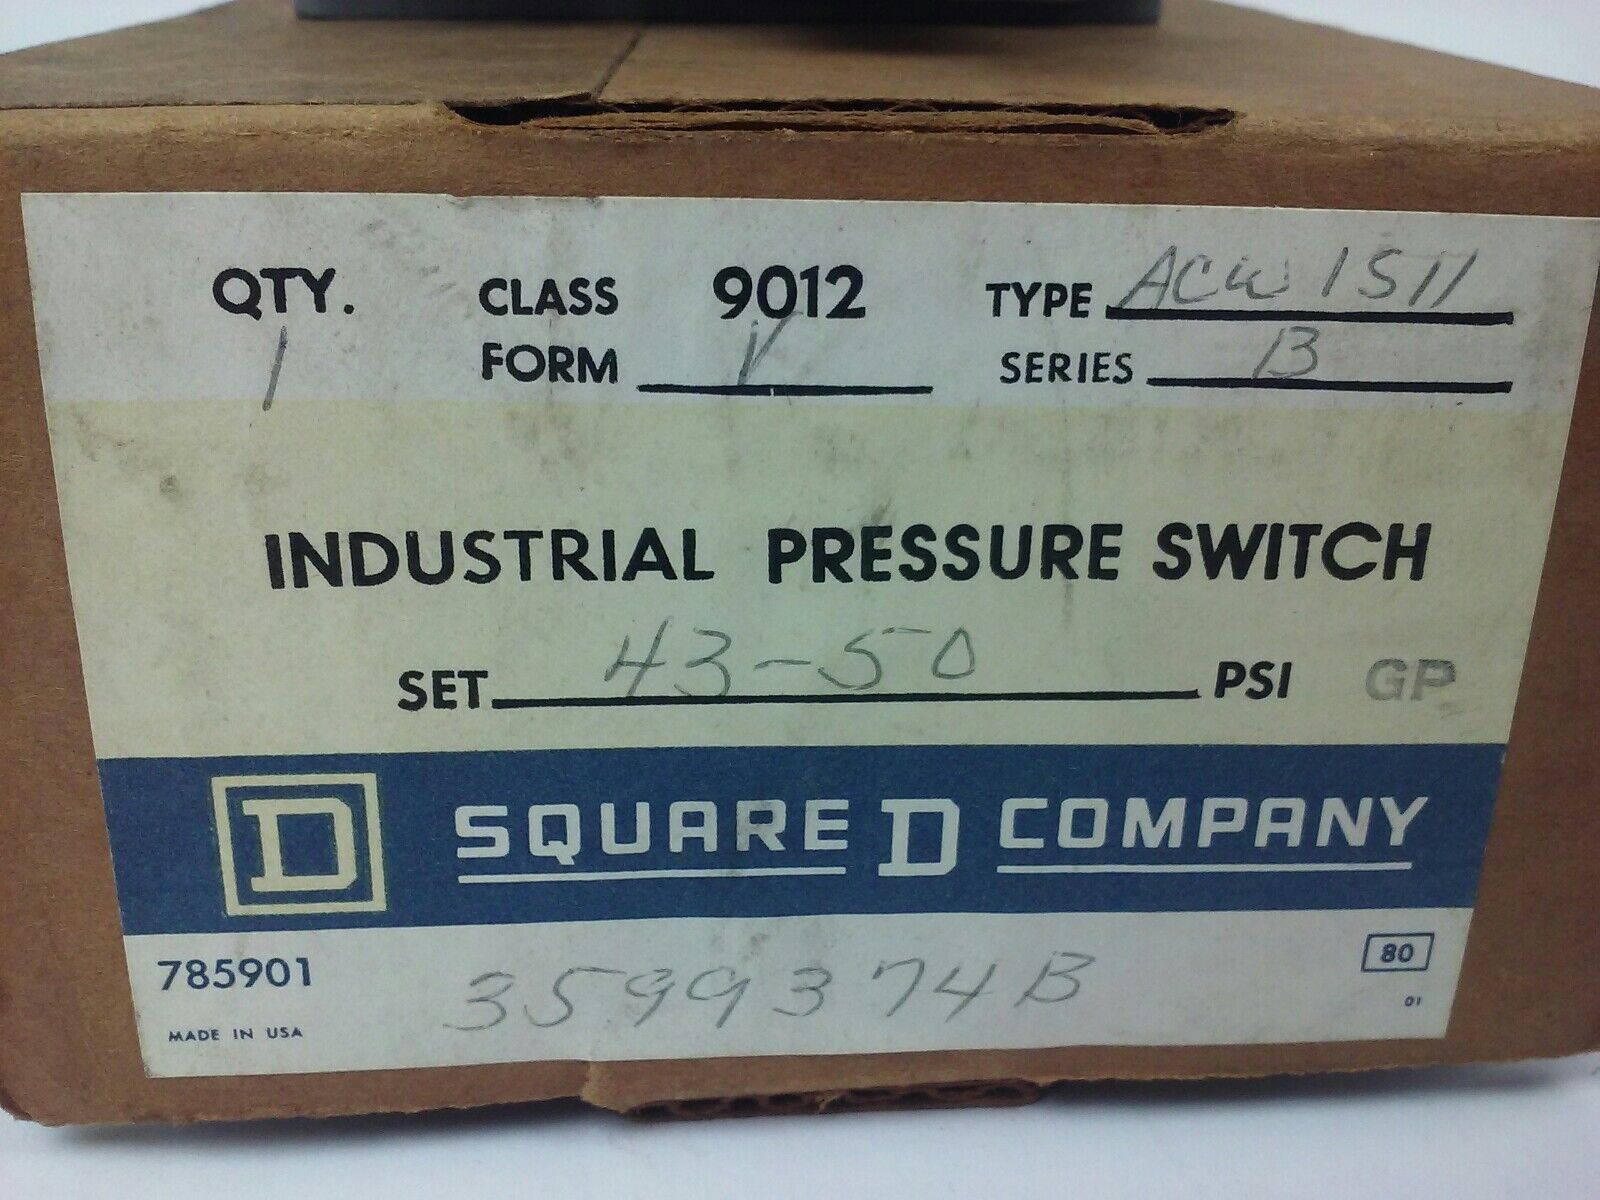 QTY. CLASS 9012 TYPE ACW 1511
1 FORM V SERIES B
INDUSTRIAL PRESSURE SWITCH
SET 43-50 PSI GP
D SQUARE D COMPANY
785901 3599374B 80
MADE IN USA 01